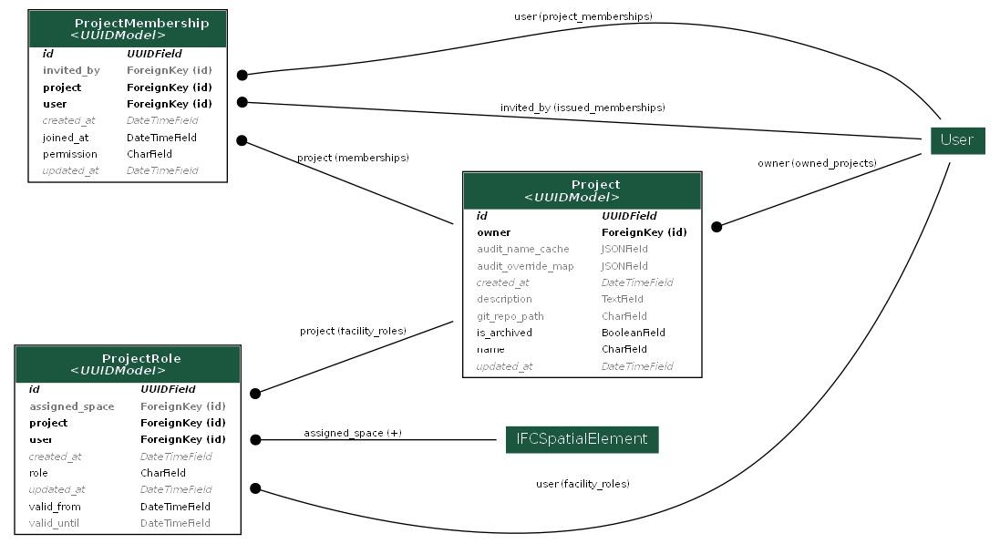 ProjectMembership
<UUIDModel>
id UUIDField
invited_by ForeignKey (id)
project ForeignKey (id)
user ForeignKey (id)
created_at DateTimeField
joined_at DateTimeField
permission CharField
updated_at DateTimeField
user (project_memberships)
invited_by (issued_memberships)
project (memberships)
User
owner (owned_projects)
Project
<UUIDModel>
id UUIDField
owner ForeignKey (id)
audit_name_cache JSONField
audit_override_map JSONField
created_at DateTimeField
description TextField
git_repo_path CharField
is_archived BooleanField
name CharField
updated_at DateTimeField
project (facility_roles)
ProjectRole
<UUIDModel>
id UUIDField
assigned_space ForeignKey (id)
project ForeignKey (id)
user ForeignKey (id)
created_at DateTimeField
role CharField
updated_at DateTimeField
valid_from DateTimeField
valid_until DateTimeField
assigned_space (+)
IFCSpatialElement
user (facility_roles)